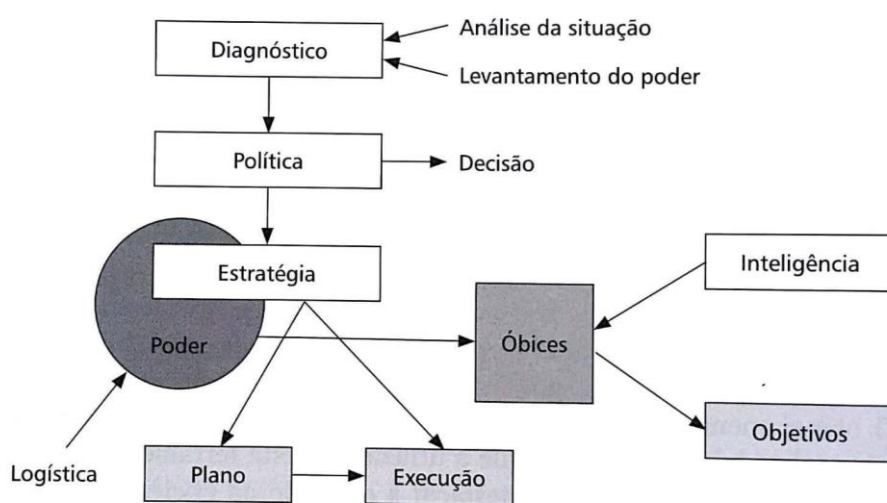 Diagnóstico
Análise da situação
Levantamento do poder
Política
Decisão
Estratégia
Inteligência
Poder
Óbices
Logística
Plano
Execução
Objetivos